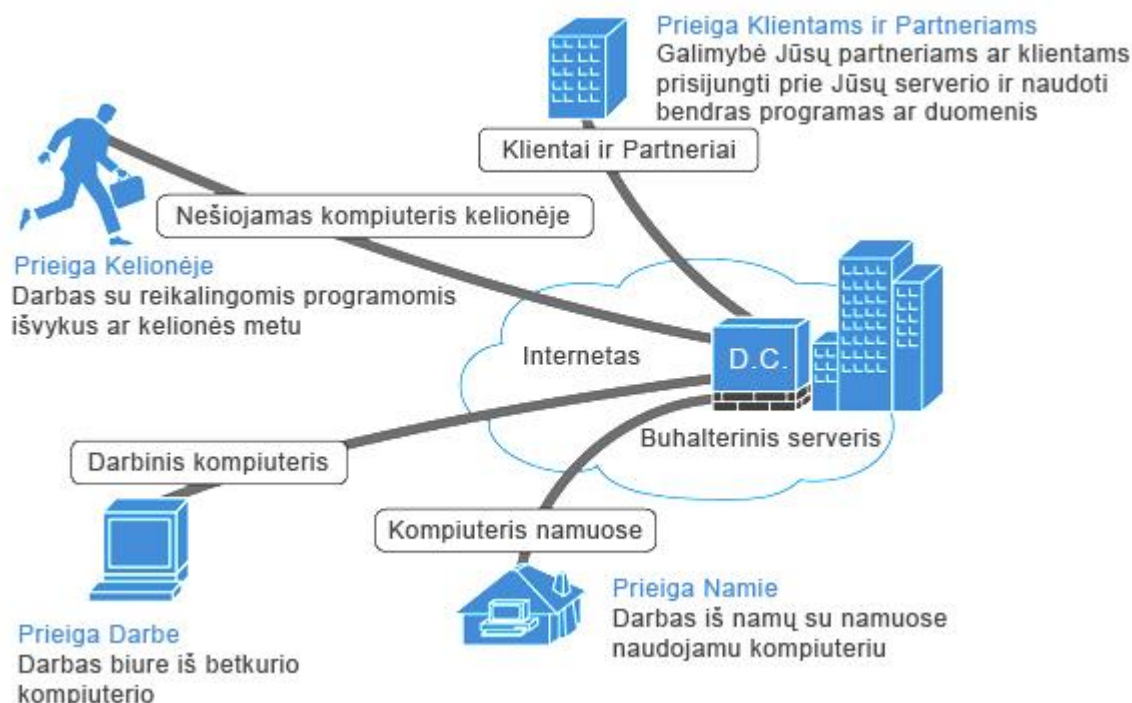 Prieiga Klientams ir Partneriams
Galimybė Jūsų partneriams ar klientams
prisijungti prie Jūsų serverio ir naudoti
bendras programas ar duomenis
Klientai ir Partneriai
Nešiojamas kompiuteris kelionėje
Prieiga Kelionėje
Darbas su reikalingomis programomis
išvykus ar kelionės metu
Internetas
D.C.
Buhalterinis serveris
Darbinis kompiuteris
Kompiuteris namuose
Prieiga Namie
Darbas iš namų su namuose
naudojamu kompiuteriu
Prieiga Darbe
Darbas biure iš betkurio
kompiuterio